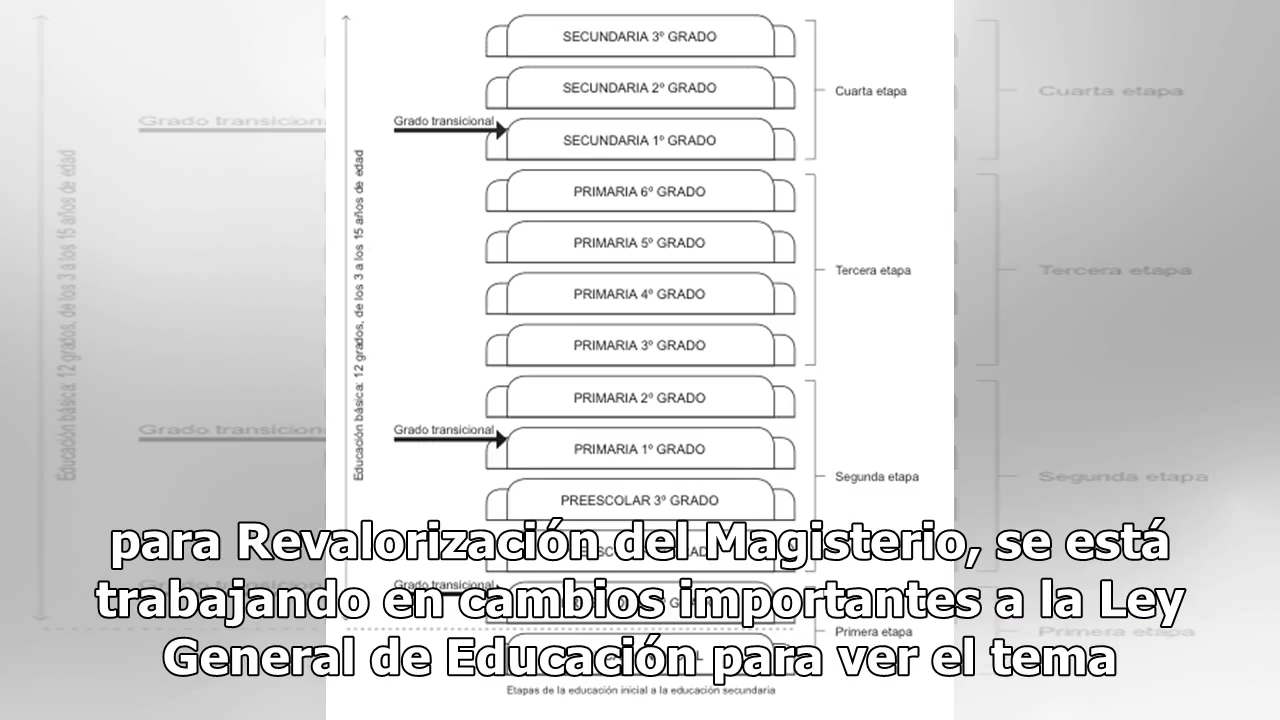 SECUNDARIA 3º GRADO
SECUNDARIA 2º GRADO
Cuarta etapa
Grado transicional
SECUNDARIA 1º GRADO
PRIMARIA 6º GRADO
PRIMARIA 5º GRADO
Tercera etapa
PRIMARIA 4º GRADO
PRIMARIA 3º GRADO
PRIMARIA 2º GRADO
Grado transicional
PRIMARIA 1º GRADO
Segunda etapa
PREESCOLAR 3º GRADO
Grado transicional
Primera etapa
Educación básica: 12 grados, de los 3 a los 15 años de edad
Etapas de la educación inicial a la educación secundaria
para Revalorización del Magisterio, se está
trabajando en cambios importantes a la Ley
General de Educación para ver el tema